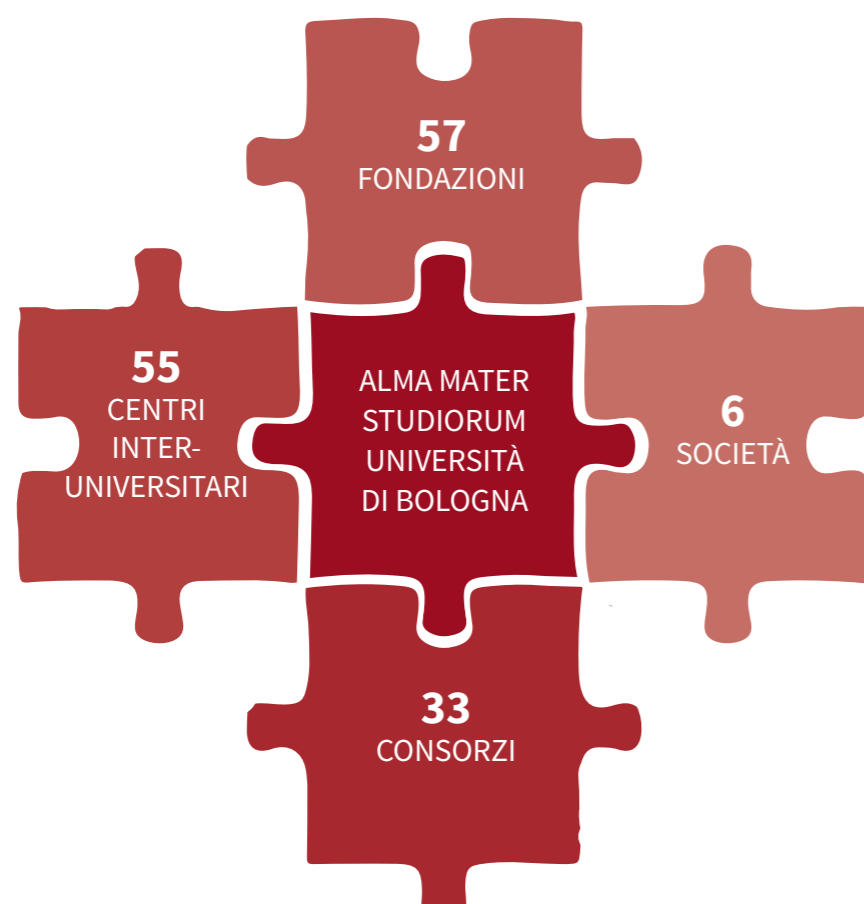 57
FONDAZIONI
55
CENTRI
INTER-
UNIVERSITARI
ALMA MATER
STUDIORUM
UNIVERSITÀ
DI BOLOGNA
6
SOCIETÀ
33
CONSORZI